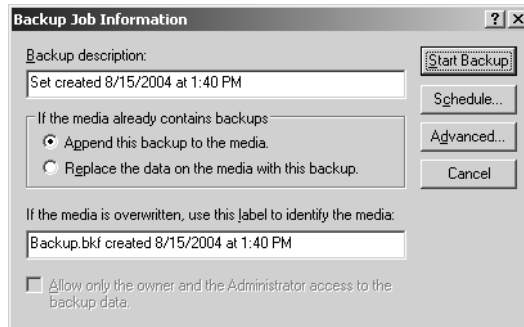 Backup Job Information
Backup description:
Set created 8/15/2004 at 1:40 PM
If the media already contains backups
Append this backup to the media.
Replace the data on the media with this backup.
If the media is overwritten, use this label to identify the media:
Backup.bkf created 8/15/2004 at 1:40 PM
Allow only the owner and the Administrator access to the
backup data.
Start Backup
Schedule...
Advanced...
Cancel